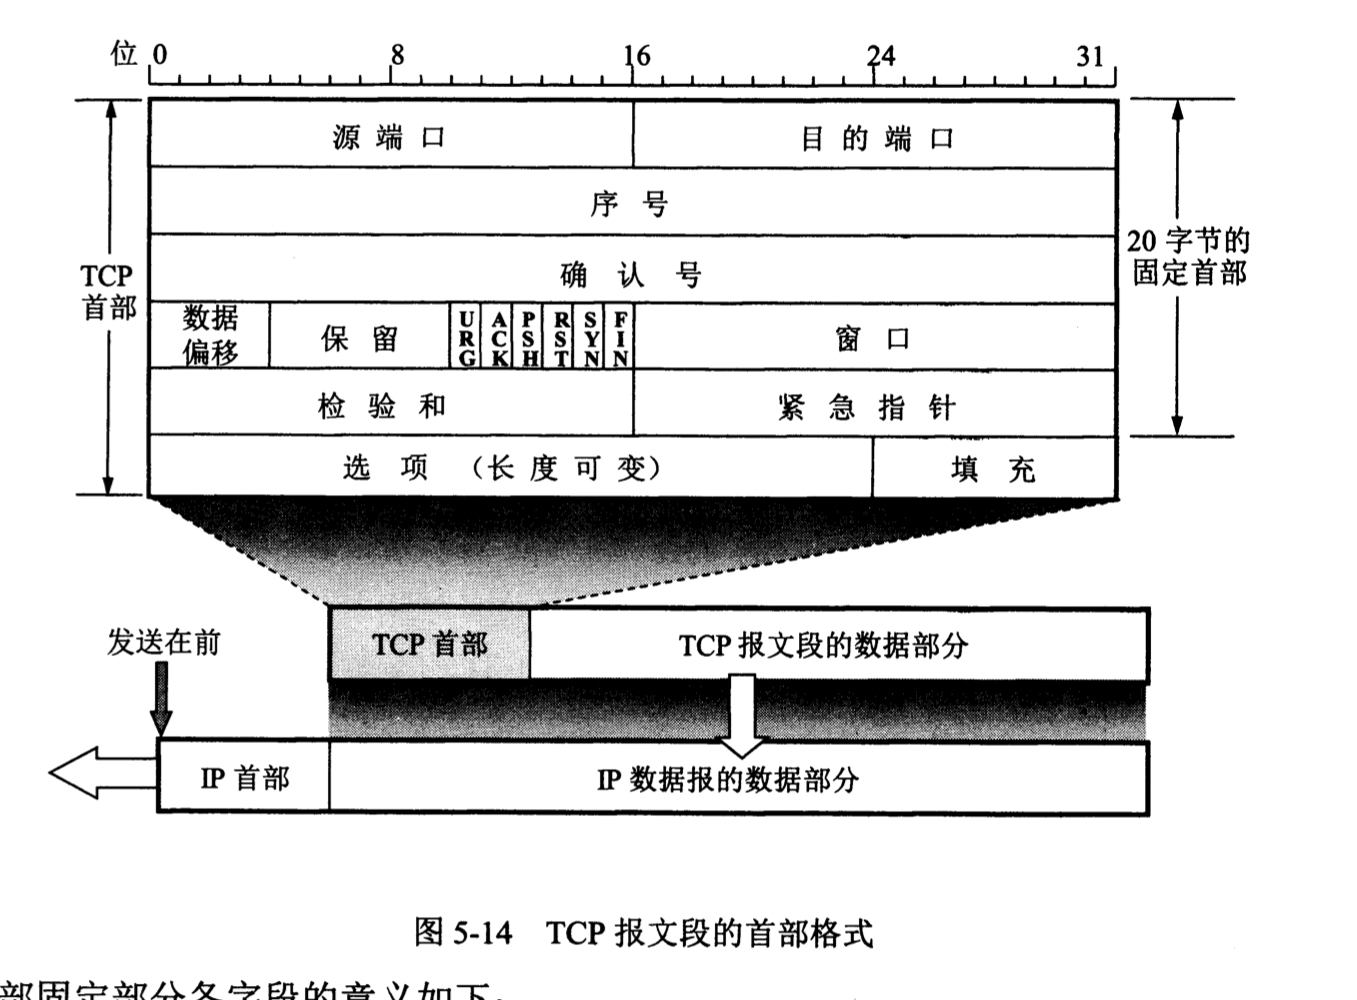 位 0 8 16 24 31
源端口 目的端口
序号
确认号
TCP
首部
20 字节的
固定首部
数据
偏移
保留
URG
ACK
PSH
RST
SYN
FIN
窗口
检验和 紧急指针
选项（长度可变） 填充
发送在前
TCP 首部 TCP 报文段的数据部分
IP 首部 IP 数据报的数据部分
图 5-14 TCP 报文段的首部格式
部固定部分各字段的意义如下：